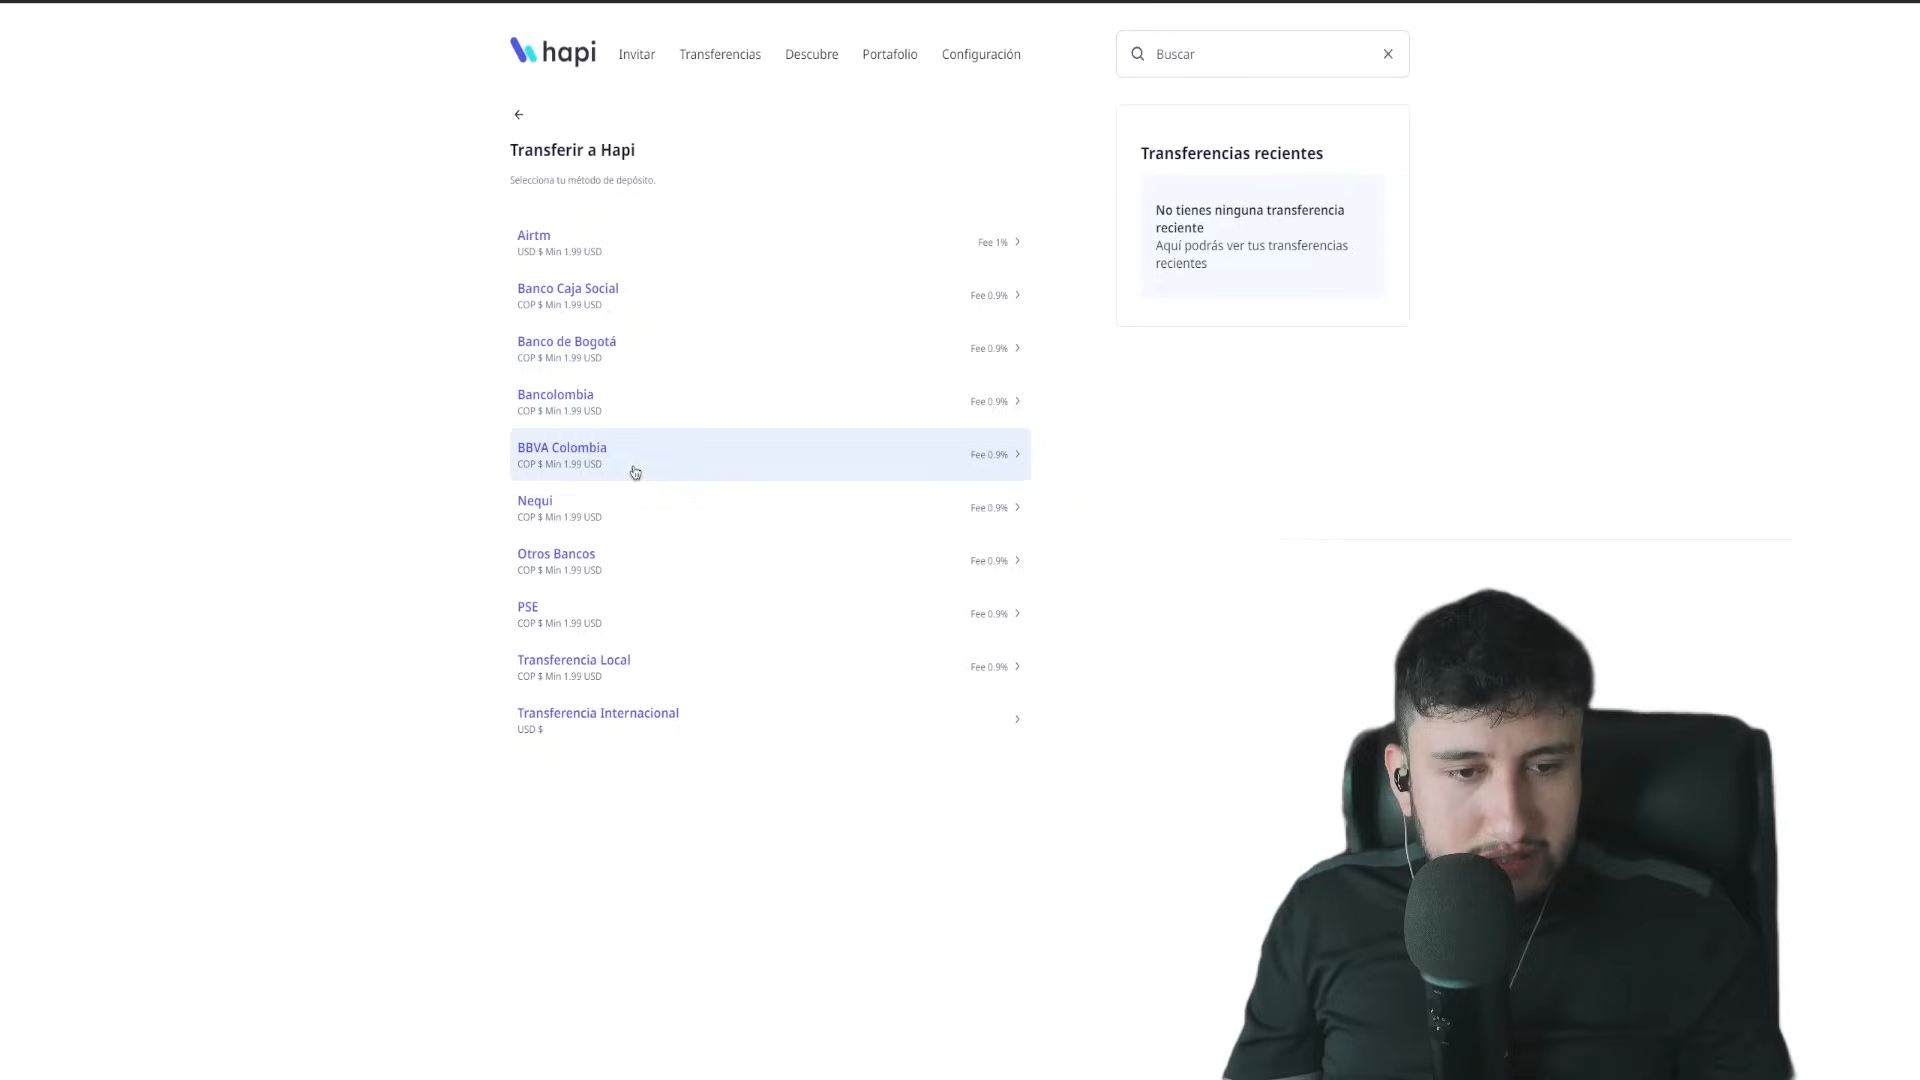 hapi
Invitar
Transferencias
Descubre
Portafolio
Configuración
Buscar
Transferir a Hapi
Selecciona tu método de depósito.
Airtm
USD $ Min 1.99 USD
Fee 1%
Banco Caja Social
COP $ Min 1.99 USD
Fee 0.9%
Banco de Bogotá
COP $ Min 1.99 USD
Fee 0.9%
Bancolombia
COP $ Min 1.99 USD
Fee 0.9%
BBVA Colombia
COP $ Min 1.99 USD
Fee 0.9%
Nequi
COP $ Min 1.99 USD
Fee 0.9%
Otros Bancos
COP $ Min 1.99 USD
Fee 0.9%
PSE
COP $ Min 1.99 USD
Fee 0.9%
Transferencia Local
COP $ Min 1.99 USD
Fee 0.9%
Transferencia Internacional
USD $
Transferencias recientes
No tienes ninguna transferencia
reciente
Aquí podrás ver tus transferencias
recientes